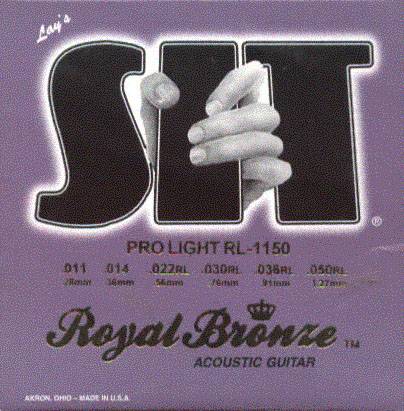 Lay's
SIT
®
PRO LIGHT RL-1150
.011 .014 .022RL .030RL .038RL .050RL
28mm 36mm 56mm 76mm 91mm 1.27mm
Royal Bronze TM
ACOUSTIC GUITAR
AKRON, OHIO – MADE IN U.S.A